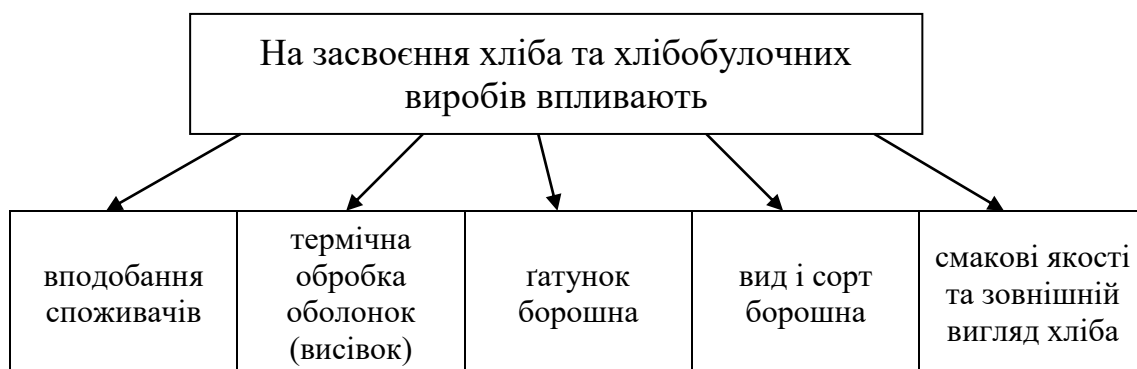 На засвоєння хліба та хлібобулочних
виробів впливають
вподобання
споживачів
термічна
обробка
оболонок
(висівок)
ґатунок
борошна
вид і сорт
борошна
смакові якості
та зовнішній
вигляд хліба